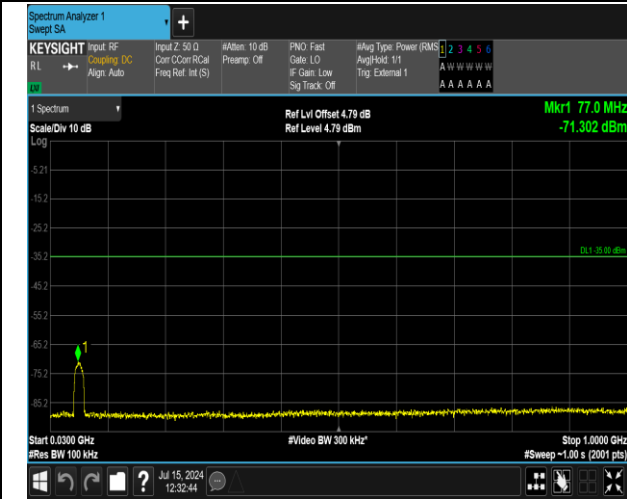 Spectrum Analyzer 1
Swept SA
+
KEYSIGHT
RL
LXI
Input: RF
Coupling: DC
Align: Auto
Input Z: 50 Ω
Corr CCorr RCal
Freq Ref: Int (S)
#Atten: 10 dB
Preamp: Off
PNO: Fast
Gate: LO
IF Gain: Low
Sig Track: Off
#Avg Type: Power (RMS
Avg|Hold: 1/1
Trig: External 1
1 2 3 4 5 6
A W W W W W
A A A A A A
1 Spectrum
Scale/Div 10 dB
Log
Ref Lvl Offset 4.79 dB
Ref Level 4.79 dBm
Mkr1 77.0 MHz
-71.302 dBm
-5.21
-15.2
-25.2
-35.2
DL1 -35.00 dBm
-45.2
-55.2
-65.2
1
-75.2
-85.2
Start 0.0300 GHz
#Res BW 100 kHz
#Video BW 300 kHz*
Stop 1.0000 GHz
#Sweep ~1.00 s (2001 pts)
?
Jul 15, 2024
12:32:44